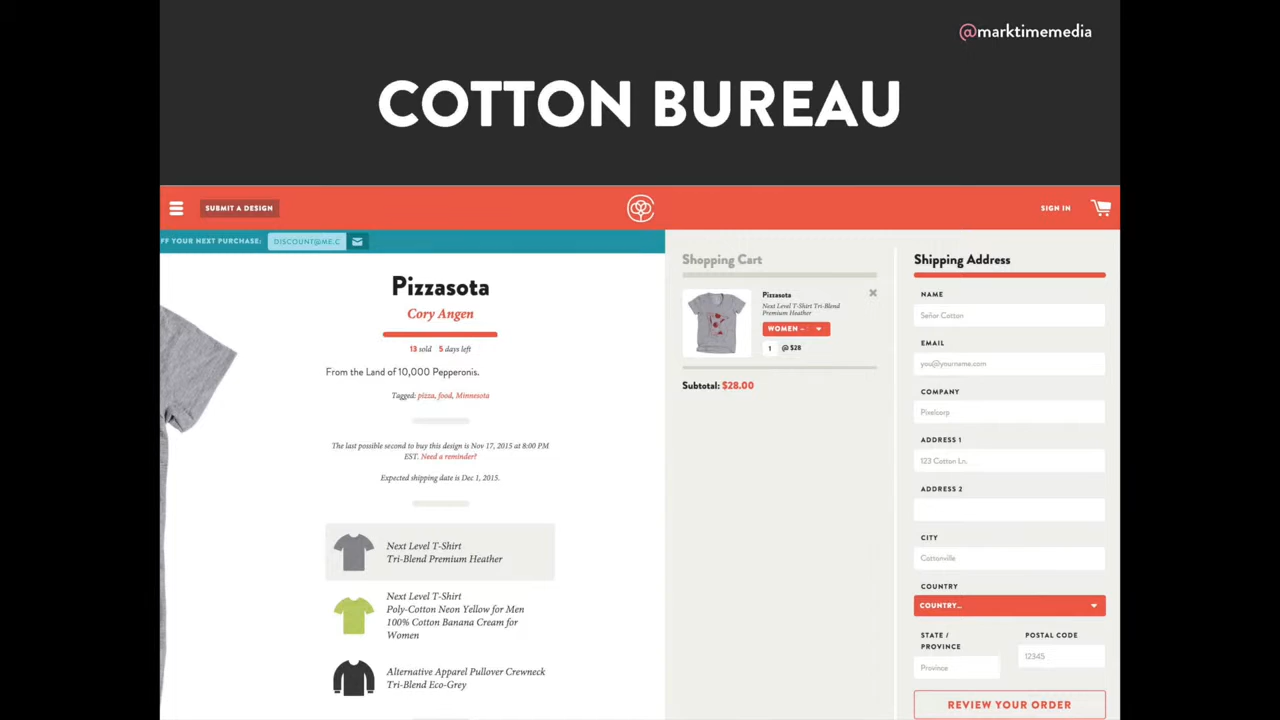 @marktimemedia
COTTON BUREAU
SUBMIT A DESIGN
SIGN IN
FF YOUR NEXT PURCHASE:
DISCOUNT@ME.C
Pizzasota
Cory Angen
13 sold 5 days left
From the Land of 10,000 Pepperonis.
Tagged: pizza, food, Minnesota
The last possible second to buy this design is Nov 17, 2015 at 8:00 PM
EST. Need a reminder?
Expected shipping date is Dec 1, 2015.
Next Level T-Shirt
Tri-Blend Premium Heather
Next Level T-Shirt
Poly-Cotton Neon Yellow for Men
100% Cotton Banana Cream for
Women
Alternative Apparel Pullover Crewneck
Tri-Blend Eco-Grey
Shopping Cart
Pizzasota
Next Level T-Shirt Tri-Blend
Premium Heather
WOMEN –
1 @ $28
Subtotal: $28.00
Shipping Address
NAME
Señor Cotton
EMAIL
you@yourname.com
COMPANY
Pixelcorp
ADDRESS 1
123 Cotton Ln.
ADDRESS 2
CITY
Cottonville
COUNTRY
COUNTRY...
STATE /
PROVINCE
Province
POSTAL CODE
12345
REVIEW YOUR ORDER